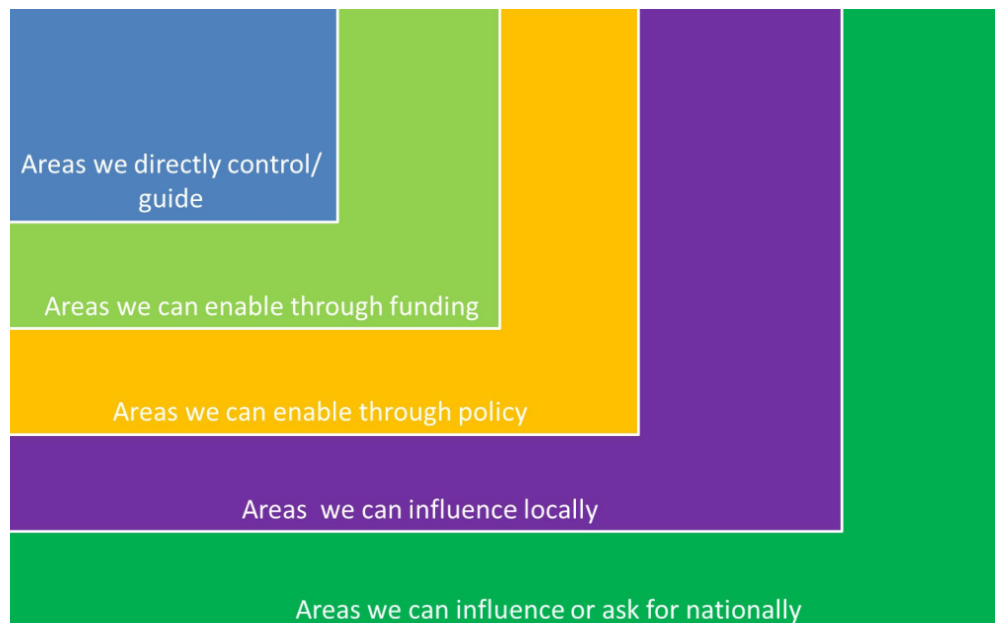 Areas we directly control/
guide
Areas we can enable through funding
Areas we can enable through policy
Areas  we can influence locally
Areas we can influence or ask for nationally